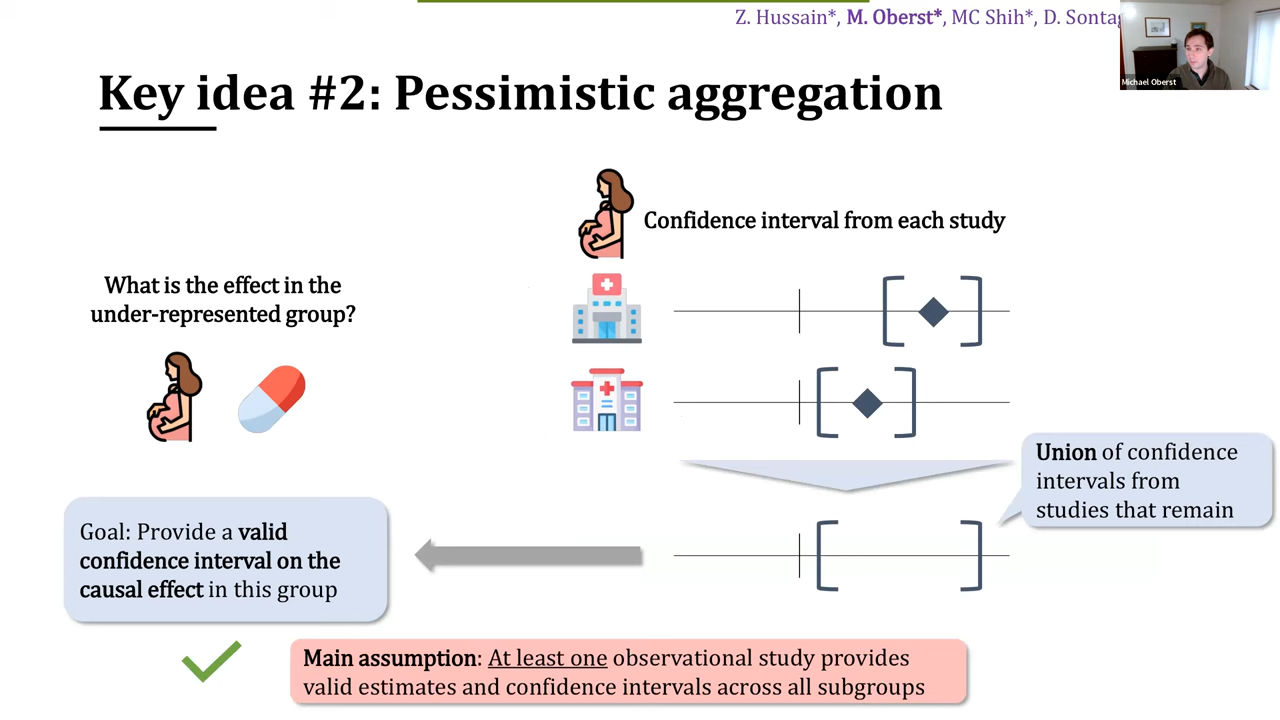 Z. Hussain*, M. Oberst*, MC Shih*, D. Sontag
Michael Oberst
Key idea #2: Pessimistic aggregation
Confidence interval from each study
What is the effect in the
under-represented group?
Union of confidence
intervals from
studies that remain
Goal: Provide a valid
confidence interval on the
causal effect in this group
Main assumption: At least one observational study provides
valid estimates and confidence intervals across all subgroups